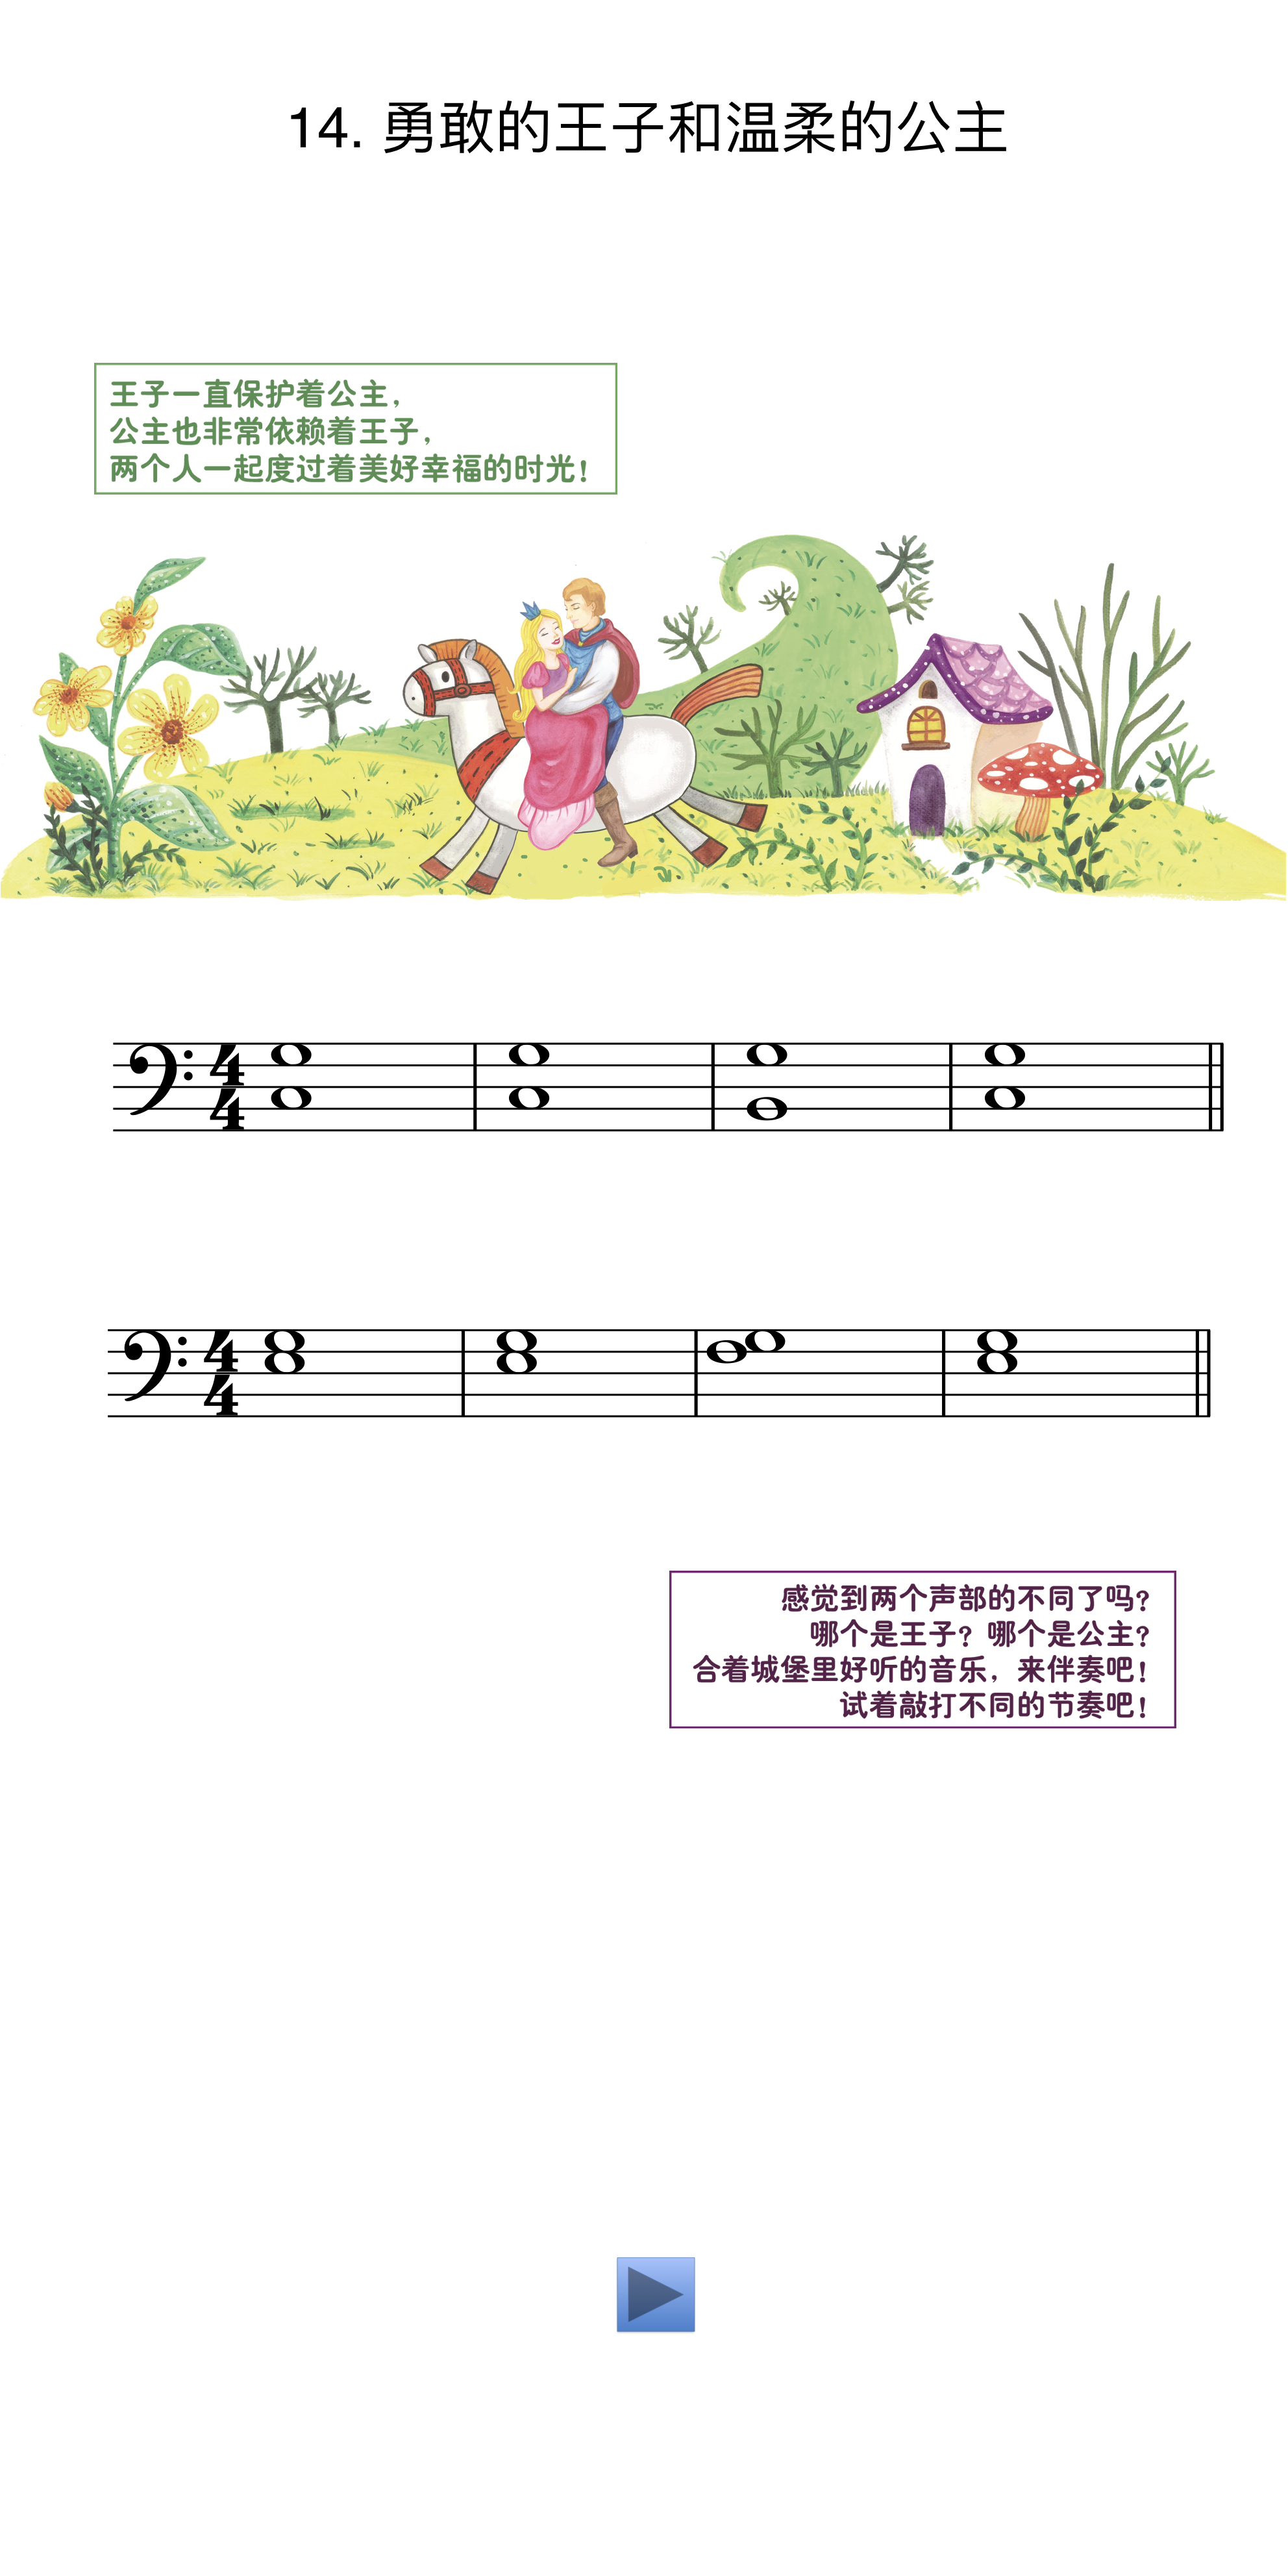 14. 勇敢的王子和温柔的公主
王子一直保护着公主，
公主也非常依赖着王子，
两个人一起度过着美好幸福的时光！
4
4
4
4
感觉到两个声部的不同了吗？
哪个是王子？哪个是公主？
合着城堡里好听的音乐，来伴奏吧！
试着敲打不同的节奏吧！